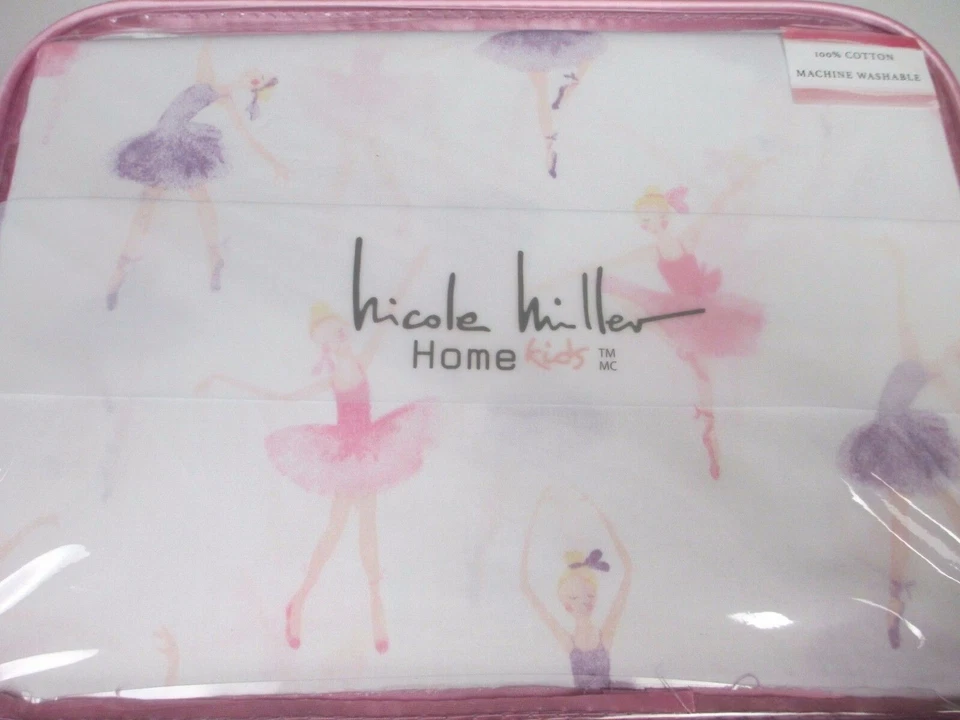 100% COTTON
MACHINE WASHABLE
nicole miller
Home kids TM
MC